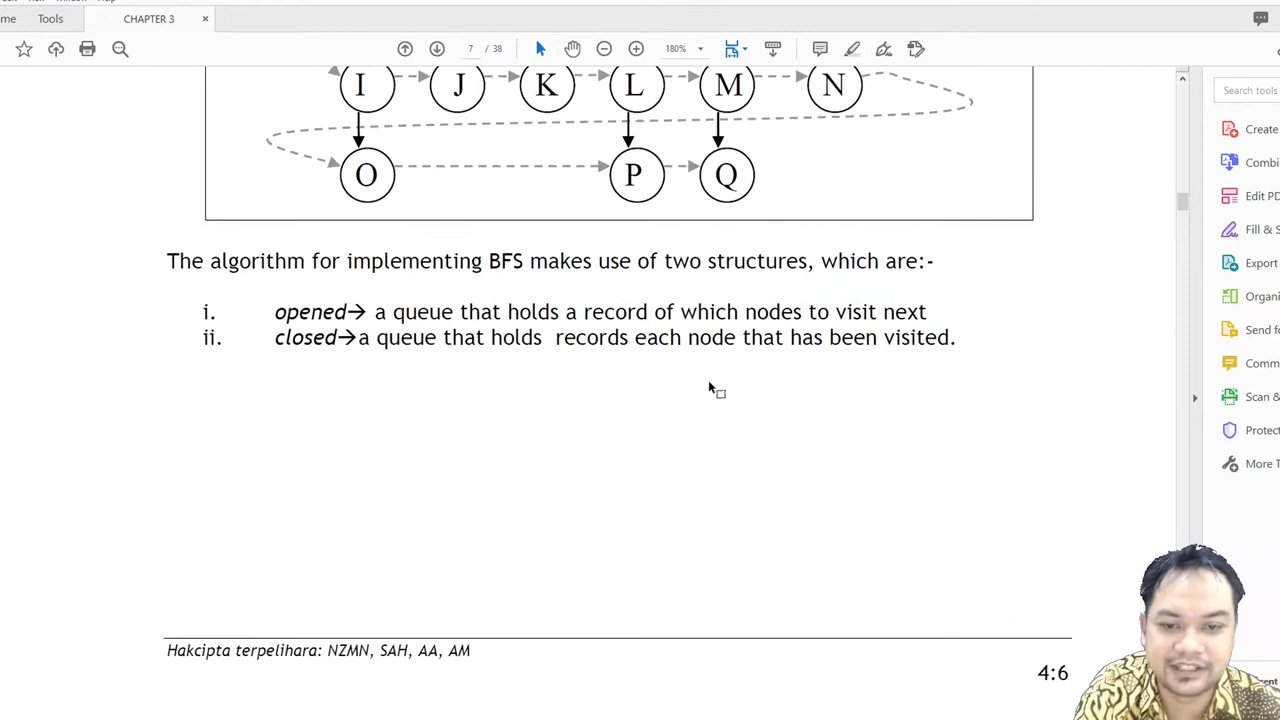 Tools
CHAPTER 3
×
7 / 38
180%
Search tools
I J K L M N
O P Q
Create
Combi
Edit PD
Fill & S
Export
Organi
Send fo
Comm
Scan &
Protec
More T
The algorithm for implementing BFS makes use of two structures, which are:-
i. opened→ a queue that holds a record of which nodes to visit next
ii. closed→a queue that holds records each node that has been visited.
Hakcipta terpelihara: NZMN, SAH, AA, AM
4:6